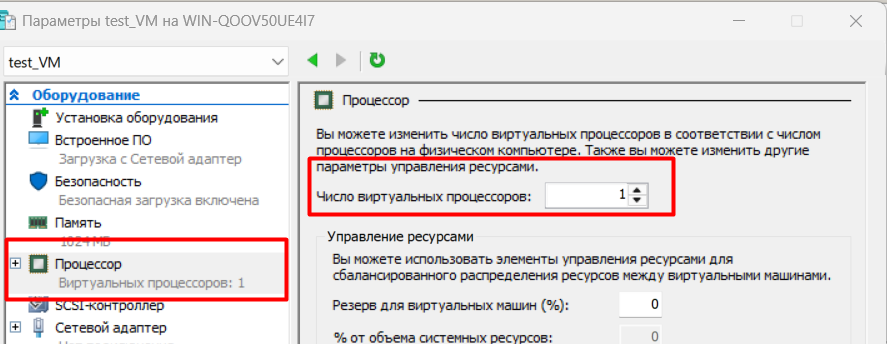 Параметры test_VM на WIN-QOOV50UE4I7
test_VM
Оборудование
Установка оборудования
Встроенное ПО
Загрузка с Сетевой адаптер
Безопасность
Безопасная загрузка включена
Память
1024 МБ
Процессор
Виртуальных процессоров: 1
SCSI-контроллер
Сетевой адаптер
Процессор
Вы можете изменить число виртуальных процессоров в соответствии с числом
процессоров на физическом компьютере. Также вы можете изменить другие
параметры управления ресурсами.
Число виртуальных процессоров: 1
Управление ресурсами
Вы можете использовать элементы управления ресурсами для
сбалансированного распределения ресурсов между виртуальными машинами.
Резерв для виртуальных машин (%): 0
% от объема системных ресурсов: 0